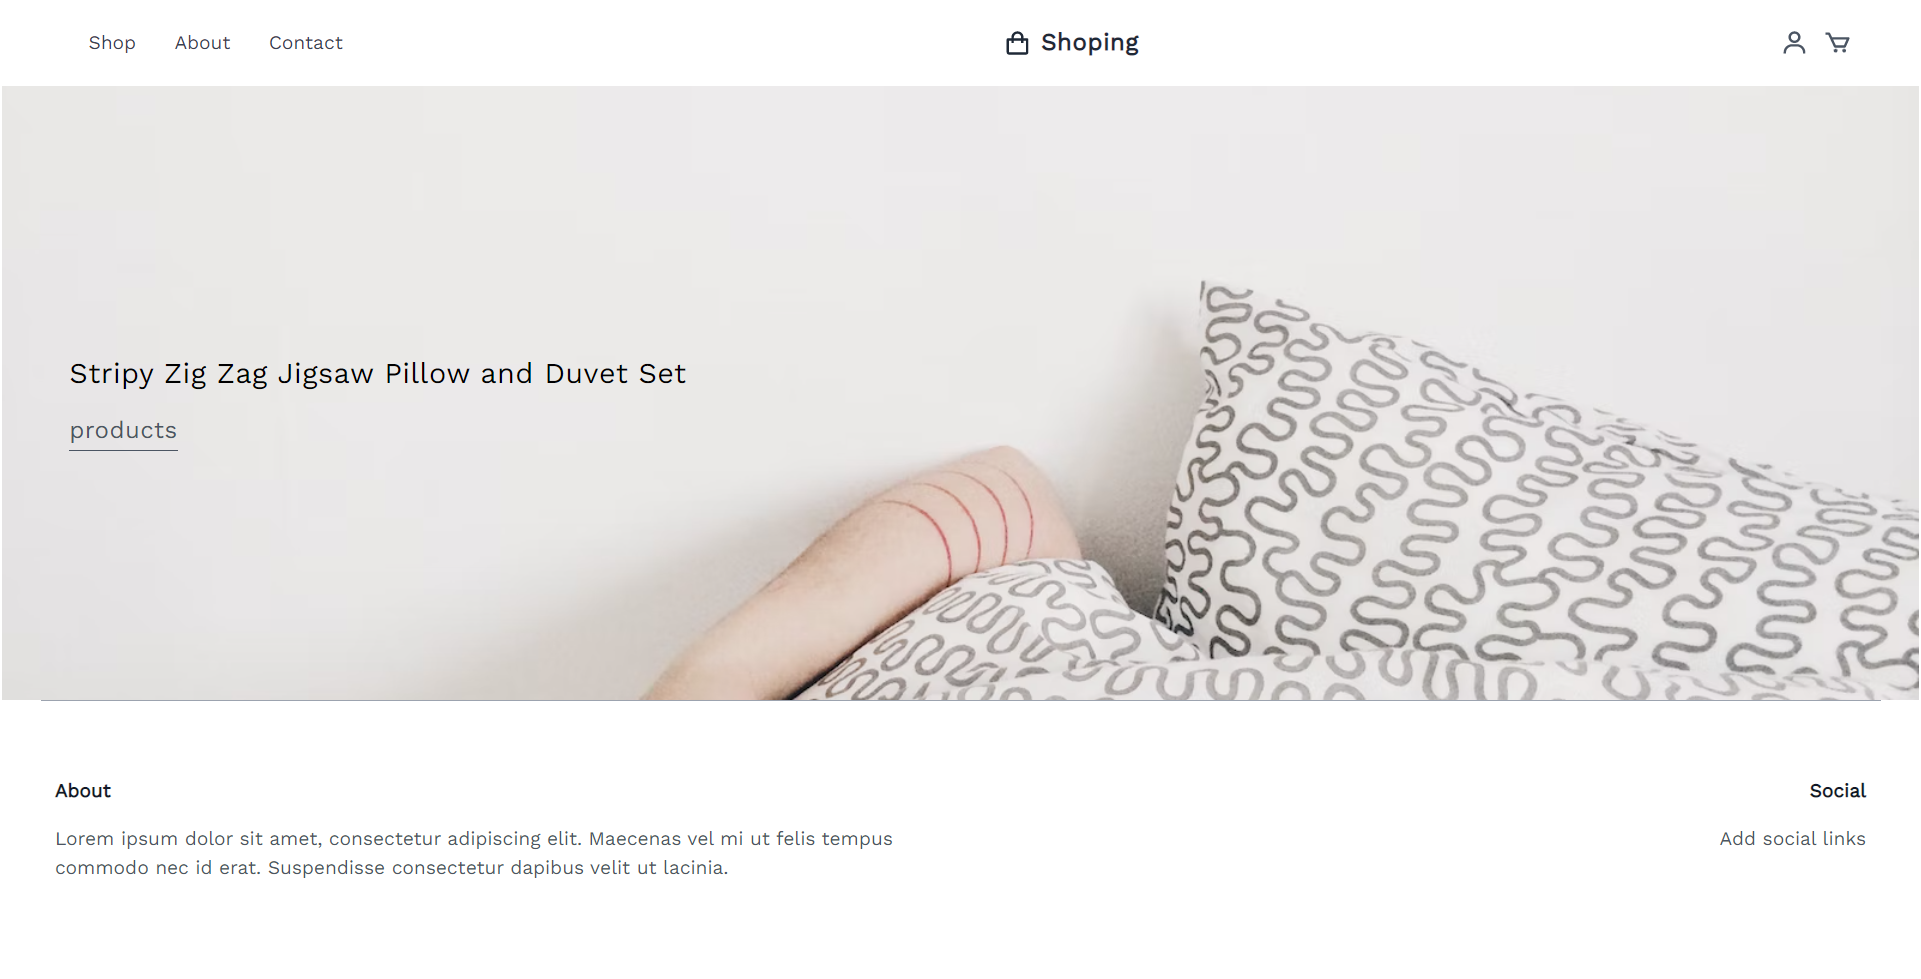 Shop About Contact
Shoping
Stripy Zig Zag Jigsaw Pillow and Duvet Set
products
About
Lorem ipsum dolor sit amet, consectetur adipiscing elit. Maecenas vel mi ut felis tempus
commodo nec id erat. Suspendisse consectetur dapibus velit ut lacinia.
Social
Add social links